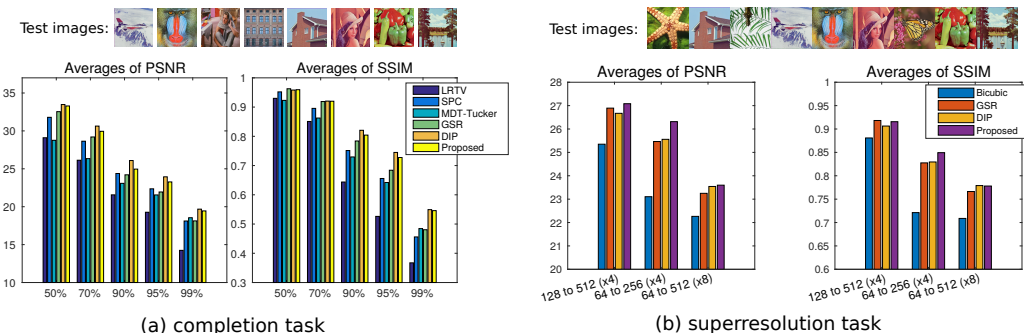 Test images:
Averages of PSNR
35
30
25
20
15
10
50% 70% 90% 95% 99%
Averages of SSIM
1
0.9
0.8
0.7
0.6
0.5
0.4
0.3
50% 70% 90% 95% 99%
LRTV
SPC
MDT-Tucker
GSR
DIP
Proposed
(a) completion task
Test images:
Averages of PSNR
28
27
26
25
24
23
22
21
20
128 to 512 (x4)
64 to 256 (x4)
64 to 512 (x8)
Averages of SSIM
1
0.95
0.9
0.85
0.8
0.75
0.7
0.65
0.6
128 to 512 (x4)
64 to 256 (x4)
64 to 512 (x8)
Bicubic
GSR
DIP
Proposed
(b) superresolution task